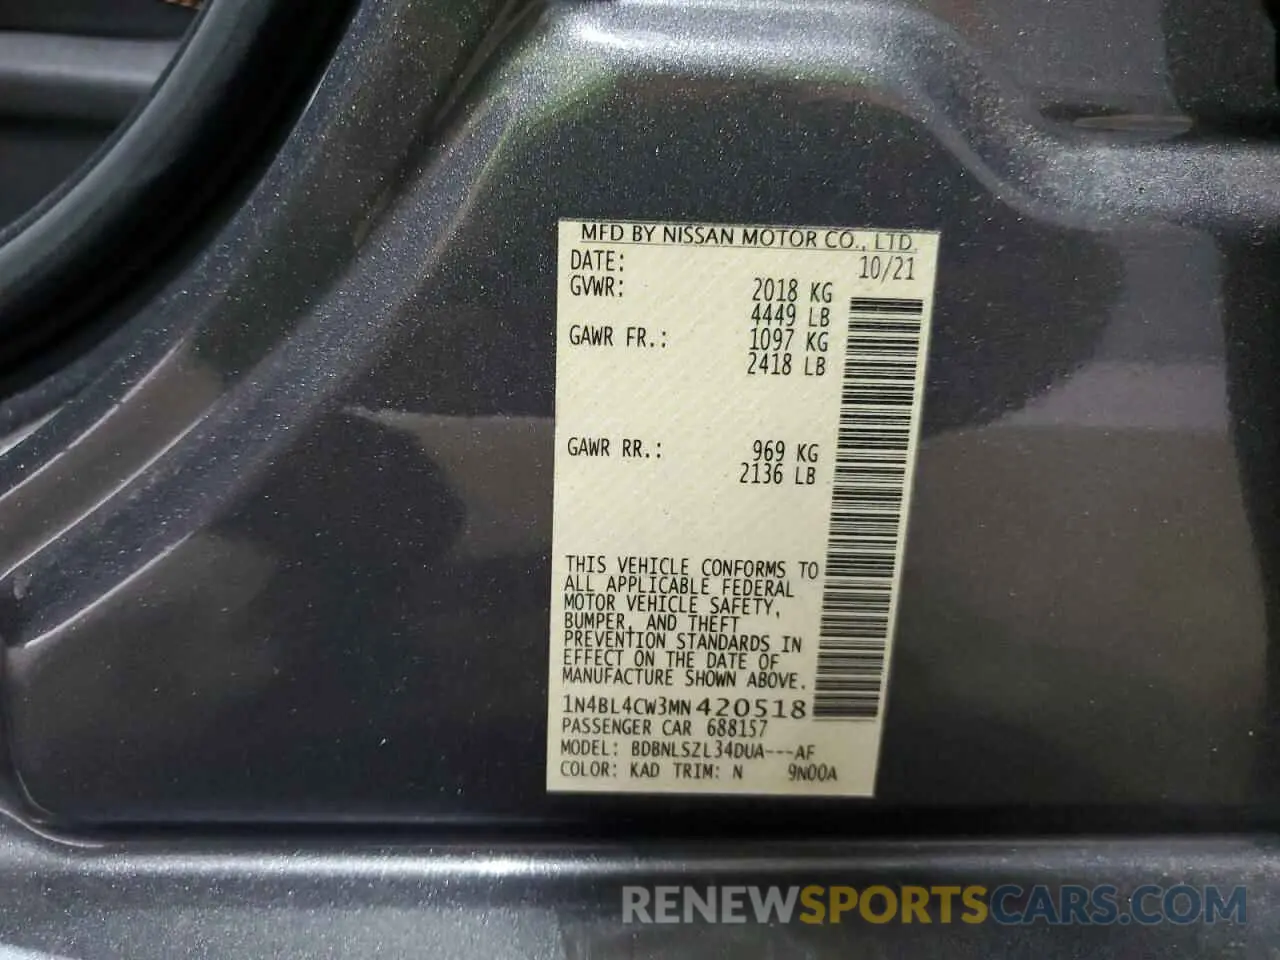 MFD BY NISSAN MOTOR CO., LTD.
DATE: 10/21
GVWR: 2018 KG
4449 LB
GAWR FR.: 1097 KG
2418 LB
GAWR RR.: 969 KG
2136 LB
THIS VEHICLE CONFORMS TO
ALL APPLICABLE FEDERAL
MOTOR VEHICLE SAFETY,
BUMPER, AND THEFT
PREVENTION STANDARDS IN
EFFECT ON THE DATE OF
MANUFACTURE SHOWN ABOVE.
1N4BL4CW3MN420518
PASSENGER CAR 688157
MODEL: BDBNLSZL34DUA---AF
COLOR: KAD TRIM: N 9N00A
RENEWSPORTSCARS.COM